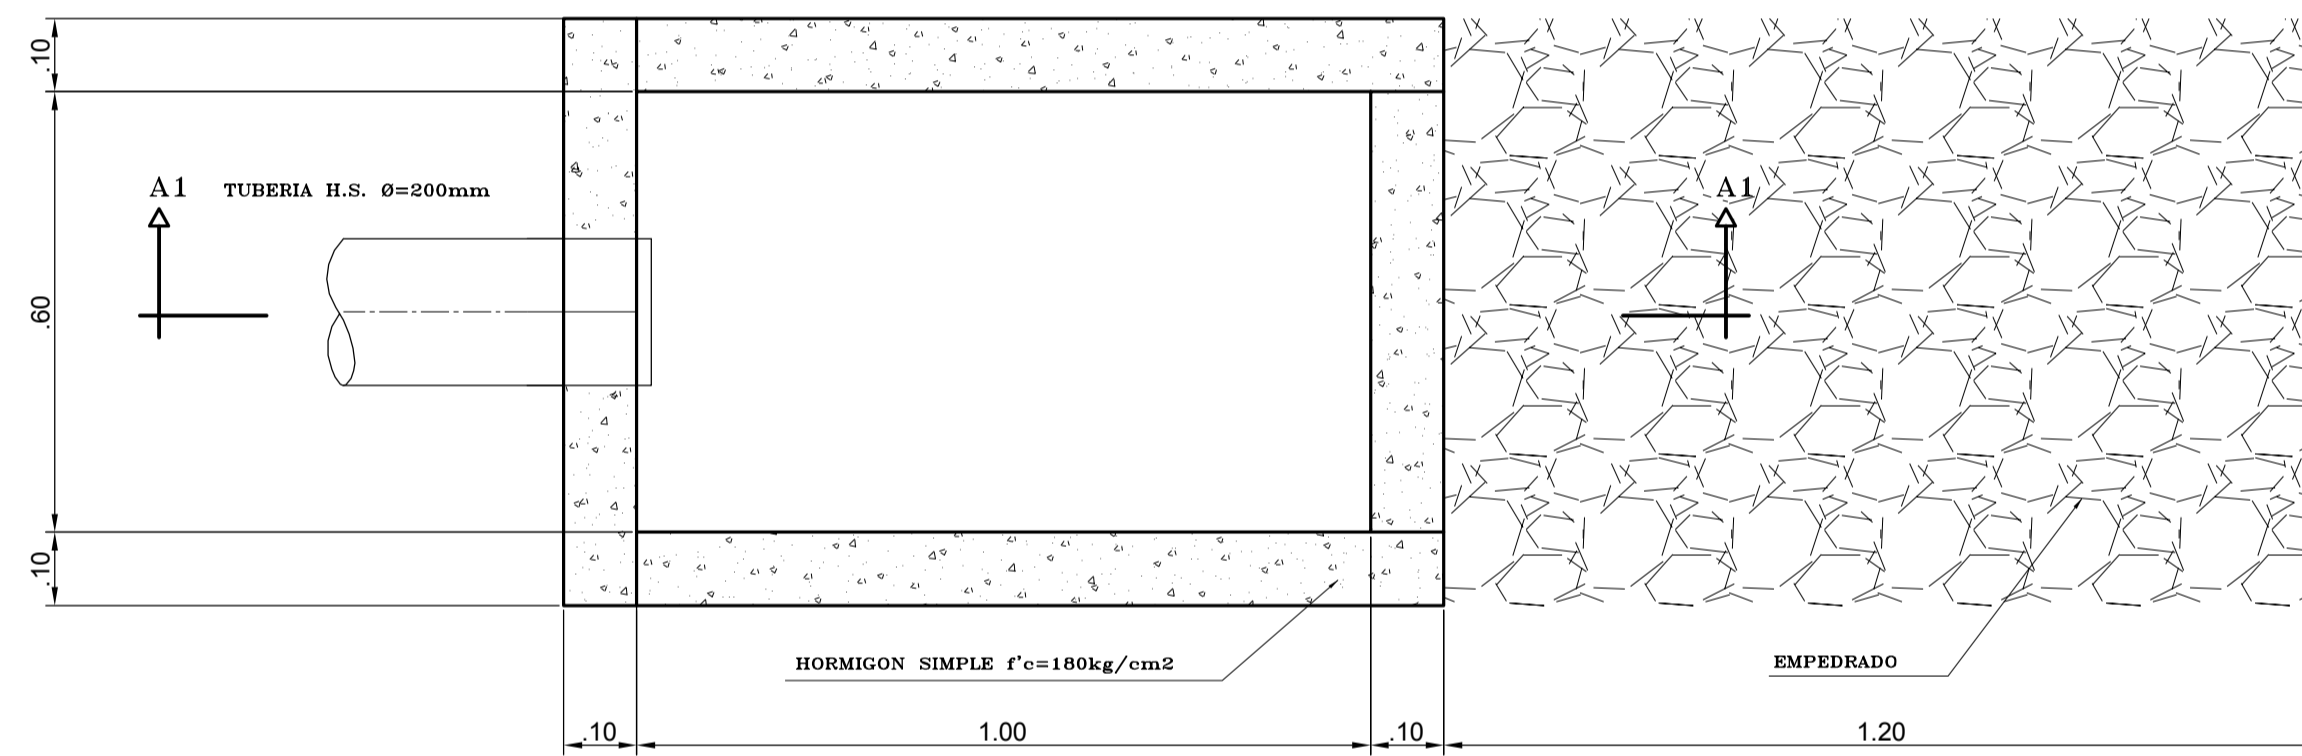 .10
A1 TUBERIA H.S. Ø=200mm
A1
.60
.10
HORMIGON SIMPLE f'c=180kg/cm2
EMPEDRADO
.10 1.00 .10 1.20